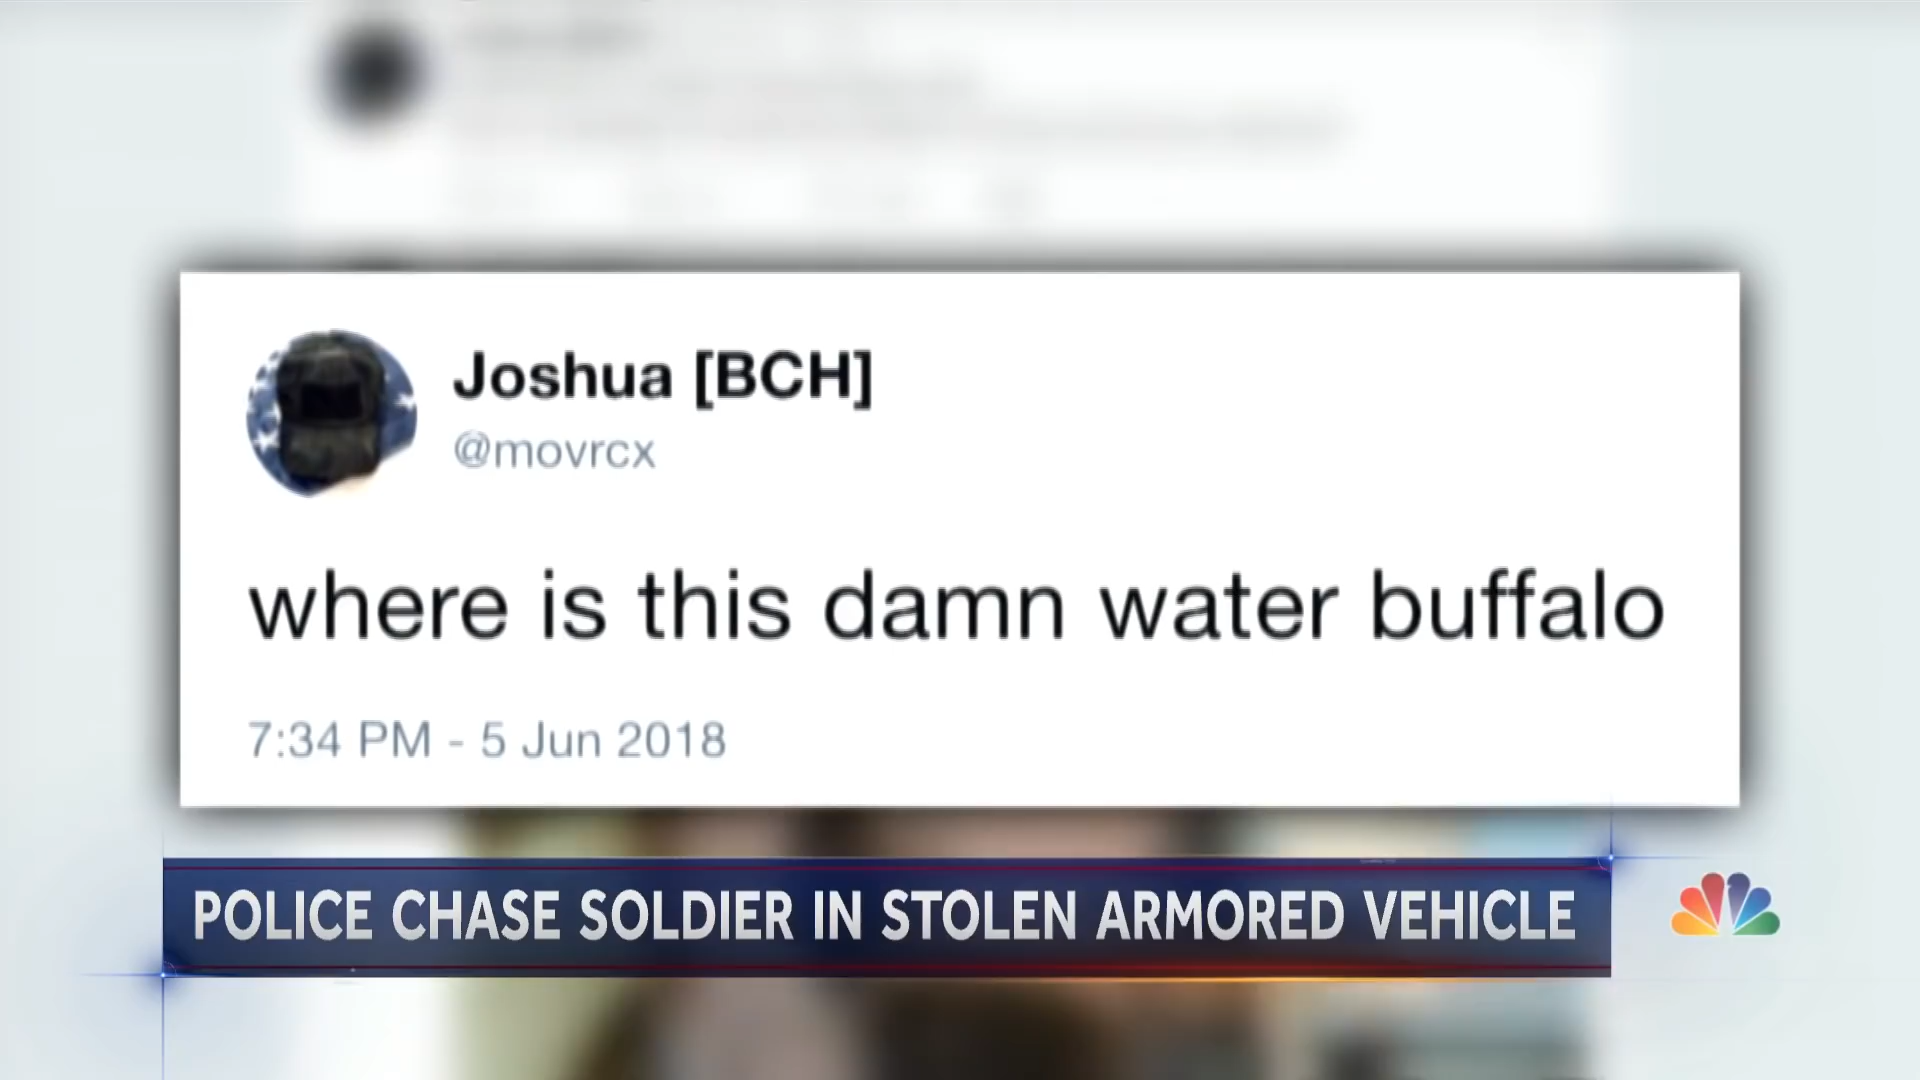 Joshua [BCH]
@movrcx
where is this damn water buffalo
7:34 PM - 5 Jun 2018
POLICE CHASE SOLDIER IN STOLEN ARMORED VEHICLE